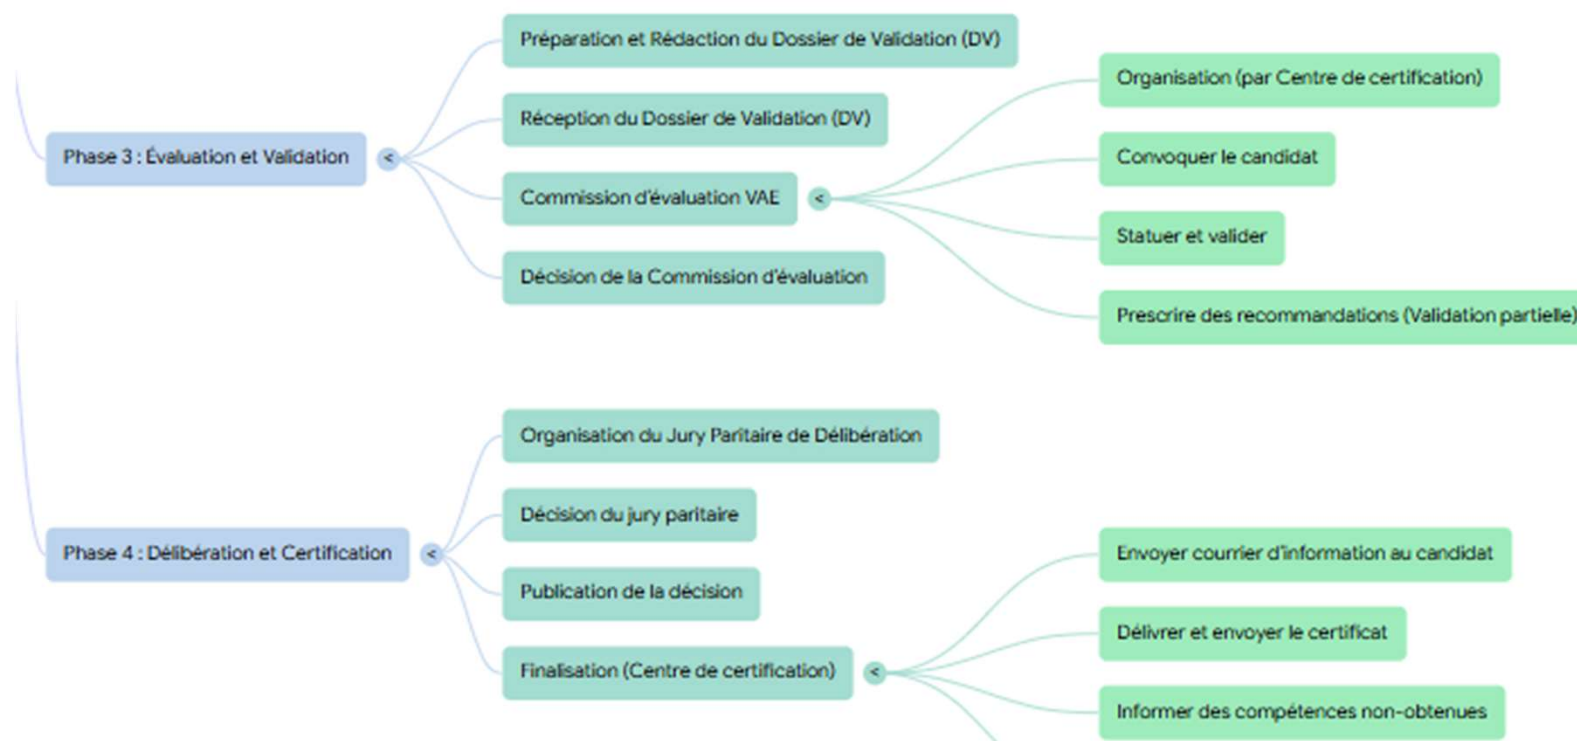 Préparation et Rédaction du Dossier de Validation (DV)
Organisation (par Centre de certification)
Réception du Dossier de Validation (DV)
Phase 3 : Évaluation et Validation
<
Convoquer le candidat
Commission d'évaluation VAE
<
Statuer et valider
Décision de la Commission d'évaluation
Prescrire des recommandations (Validation partielle)
Organisation du Jury Paritaire de Délibération
Décision du jury paritaire
Phase 4 : Délibération et Certification
<
Envoyer courrier d'information au candidat
Publication de la décision
Délivrer et envoyer le certificat
Finalisation (Centre de certification)
<
Informer des compétences non-obtenues